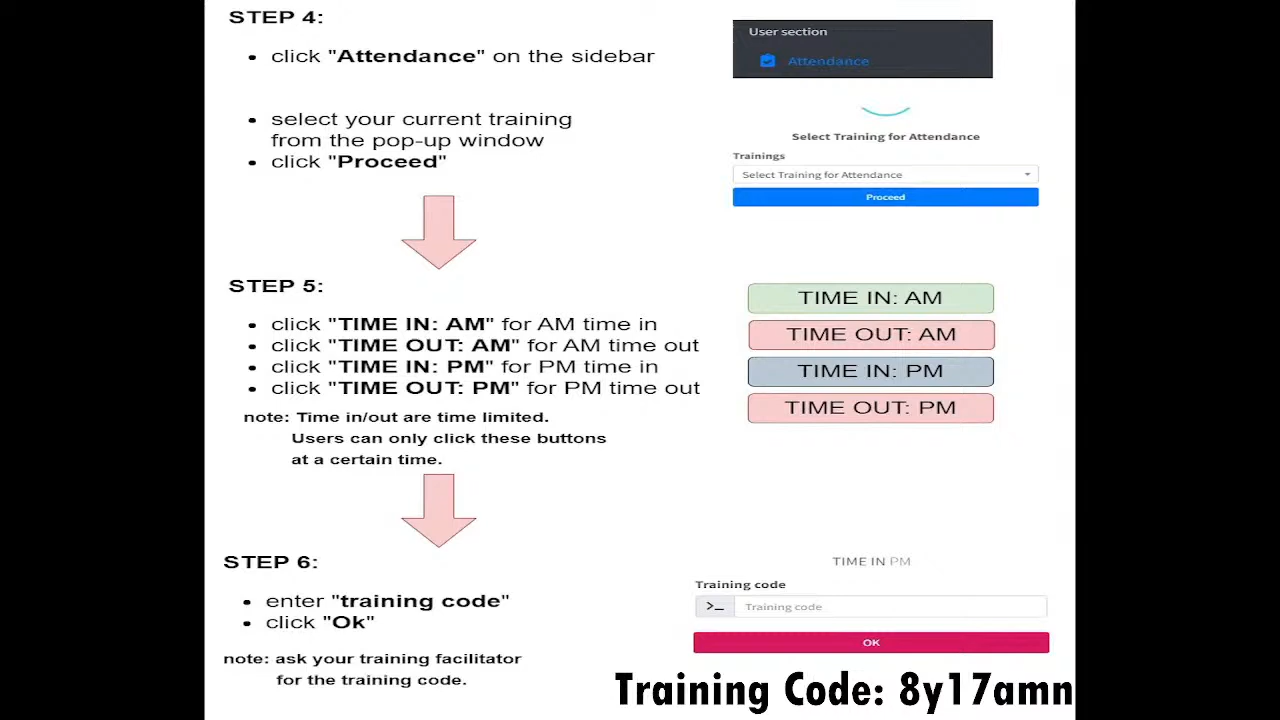 STEP 4:
• click "Attendance" on the sidebar
• select your current training
from the pop-up window
• click "Proceed"
User section
Attendance
Select Training for Attendance
Trainings
Select Training for Attendance
Proceed
STEP 5:
• click "TIME IN: AM" for AM time in
• click "TIME OUT: AM" for AM time out
• click "TIME IN: PM" for PM time in
• click "TIME OUT: PM" for PM time out
note: Time in/out are time limited.
Users can only click these buttons
at a certain time.
TIME IN: AM
TIME OUT: AM
TIME IN: PM
TIME OUT: PM
STEP 6:
• enter "training code"
• click "Ok"
note: ask your training facilitator
for the training code.
TIME IN PM
Training code
>_ Training code
OK
Training Code: 8y17amn